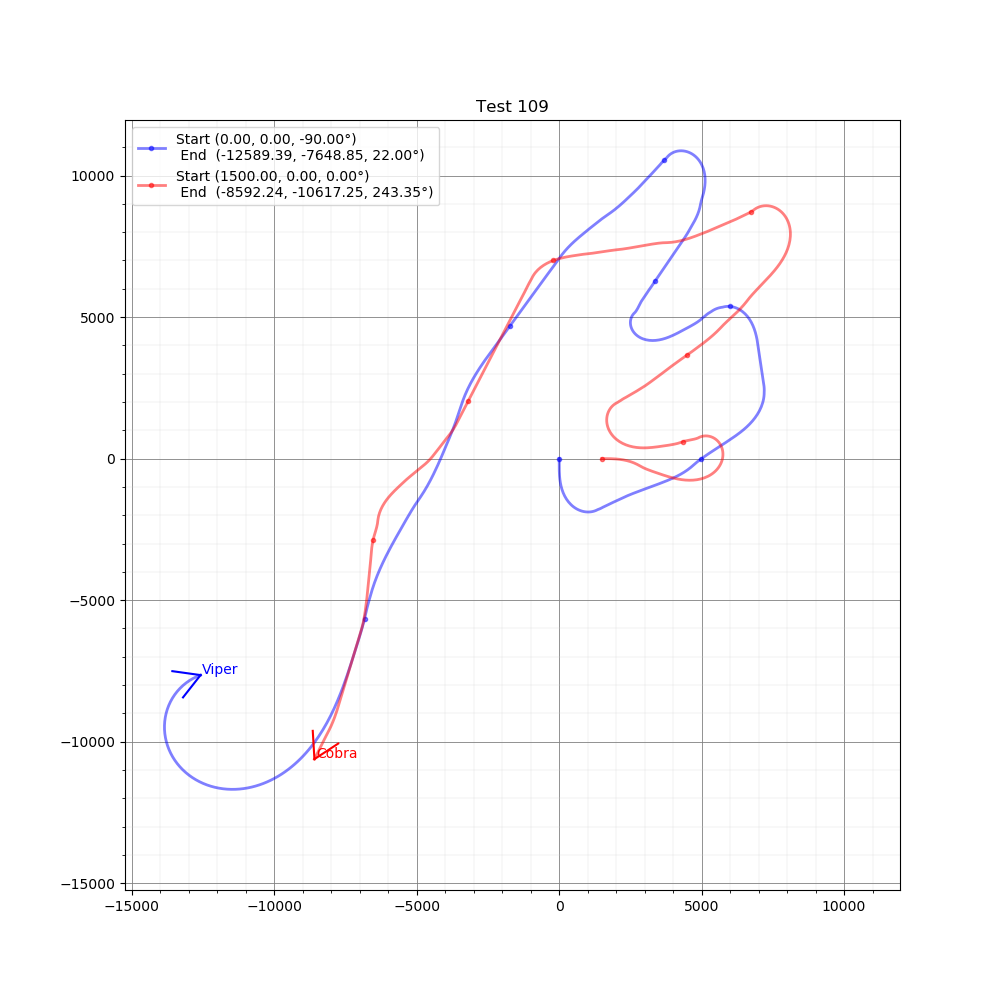 Test 109
Start (0.00, 0.00, -90.00°)
End  (-12589.39, -7648.85, 22.00°)
Start (1500.00, 0.00, 0.00°)
End  (-8592.24, -10617.25, 243.35°)
10000
5000
0
−5000
−10000
−15000
Viper
Cobra
−15000
−10000
−5000
0
5000
10000